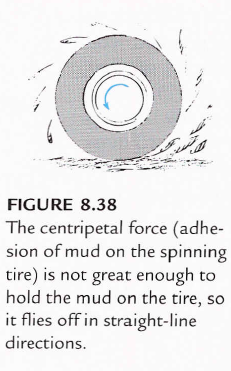 FIGURE 8.38
The centripetal force (adhe-
sion of mud on the spinning
tire) is not great enough to
hold the mud on the tire, so
it flies off in straight-line
directions.